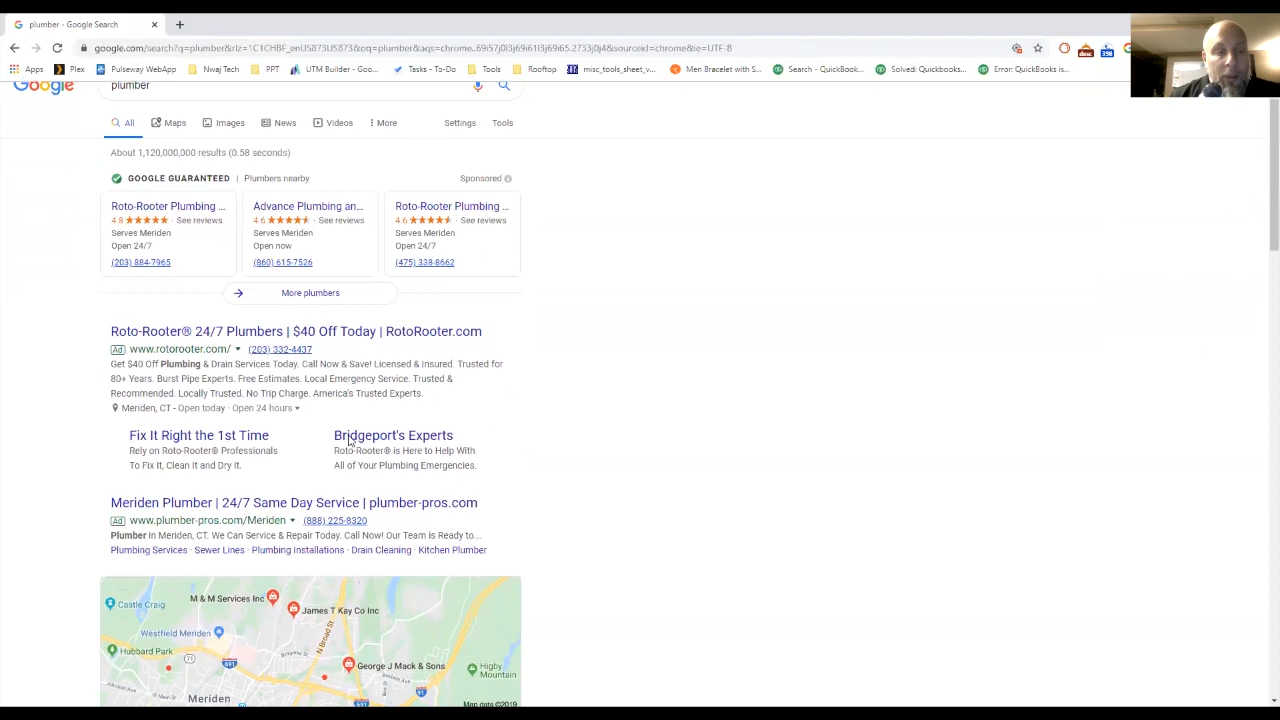 plumber - Google Search
google.com/search?q=plumber&rlz=1C1CHBF_enUS873US873&oq=plumber&aqs=chrome..69i57j0l3j69i61l3j69i65.2733j0j4&sourceid=chrome&ie=UTF-8
Apps Plex Pulseway WebApp Nwaj Tech PPT UTM Builder - Goo... Tasks - To-Do Tools Rooftop misc_tools_sheet_v... Men Bracelet with S... Search - QuickBook... Solved: Quickbooks... Error: QuickBooks is...
Google plumber
All Maps Images News Videos More Settings Tools
About 1,120,000,000 results (0.58 seconds)
GOOGLE GUARANTEED | Plumbers nearby Sponsored
Roto-Rooter Plumbing ... Advance Plumbing an... Roto-Rooter Plumbing ...
4.8 · See reviews 4.6 · See reviews 4.6 · See reviews
Serves Meriden Serves Meriden Serves Meriden
Open 24/7 Open now Open 24/7
(203) 884-7965 (860) 615-7526 (475) 338-8662
More plumbers
Roto-Rooter® 24/7 Plumbers | $40 Off Today | RotoRooter.com
Ad www.rotorooter.com/ (203) 332-4437
Get $40 Off Plumbing & Drain Services Today. Call Now & Save! Licensed & Insured. Trusted for
80+ Years. Burst Pipe Experts. Free Estimates. Local Emergency Service. Trusted &
Recommended. Locally Trusted. No Trip Charge. America's Trusted Experts.
Meriden, CT - Open today · Open 24 hours
Fix It Right the 1st Time Bridgeport's Experts
Rely on Roto-Rooter® Professionals Roto-Rooter® is Here to Help With
To Fix It, Clean It and Dry It. All of Your Plumbing Emergencies.
Meriden Plumber | 24/7 Same Day Service | plumber-pros.com
Ad www.plumber-pros.com/Meriden (888) 225-8320
Plumber in Meriden, CT. We Can Service & Repair Today. Call Now! Our Team is Ready to...
Plumbing Services · Sewer Lines · Plumbing Installations · Drain Cleaning · Kitchen Plumber
M & M Services Inc
Castle Craig
James T Kay Co Inc
N Broad St
Westfield Meriden
Hubbard Park
71
691
George J Mack & Sons
Higby
Mountain
91
Meriden
691
Map data ©2019